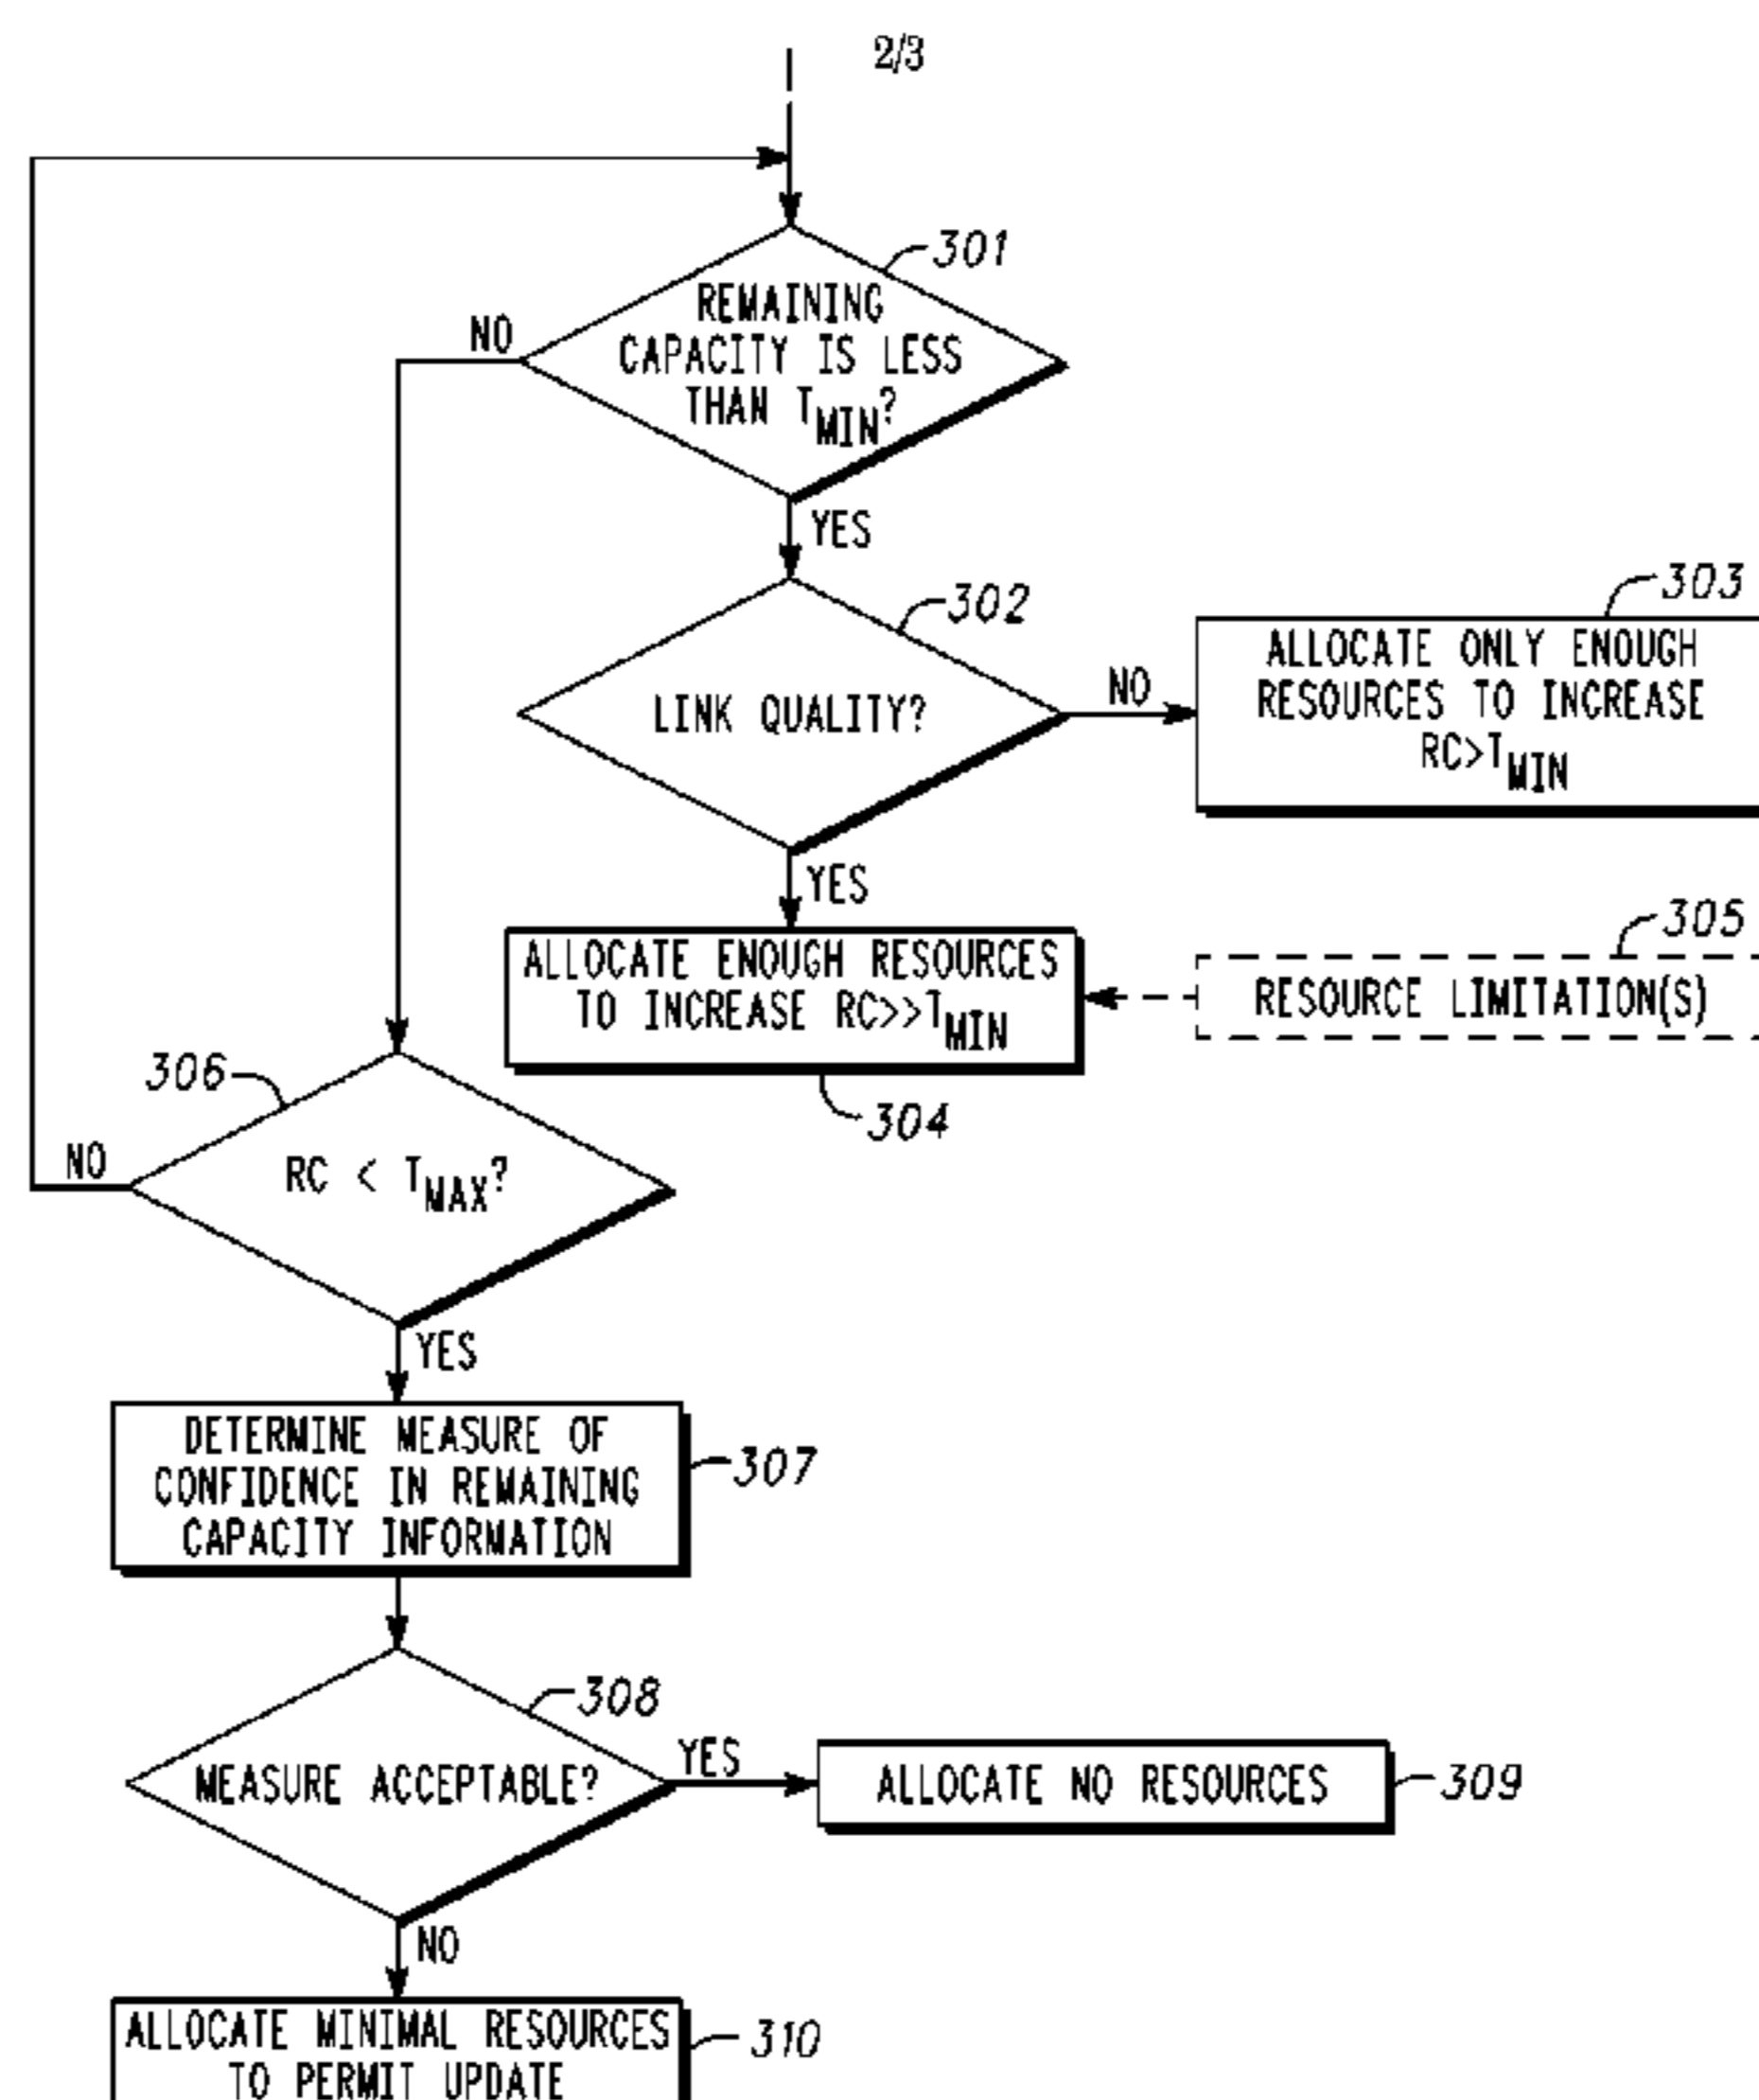 2/3
301
REMAINING
CAPACITY IS LESS
THAN TMIN?
NO
YES
302
LINK QUALITY?
NO
303
ALLOCATE ONLY ENOUGH
RESOURCES TO INCREASE
RC>TMIN
YES
ALLOCATE ENOUGH RESOURCES
TO INCREASE RC>>TMIN
304
305
RESOURCE LIMITATION(S)
306
RC < TMAX?
NO
YES
DETERMINE MEASURE OF
CONFIDENCE IN REMAINING
CAPACITY INFORMATION
307
308
MEASURE ACCEPTABLE?
YES
ALLOCATE NO RESOURCES
309
NO
ALLOCATE MINIMAL RESOURCES
TO PERMIT UPDATE
310